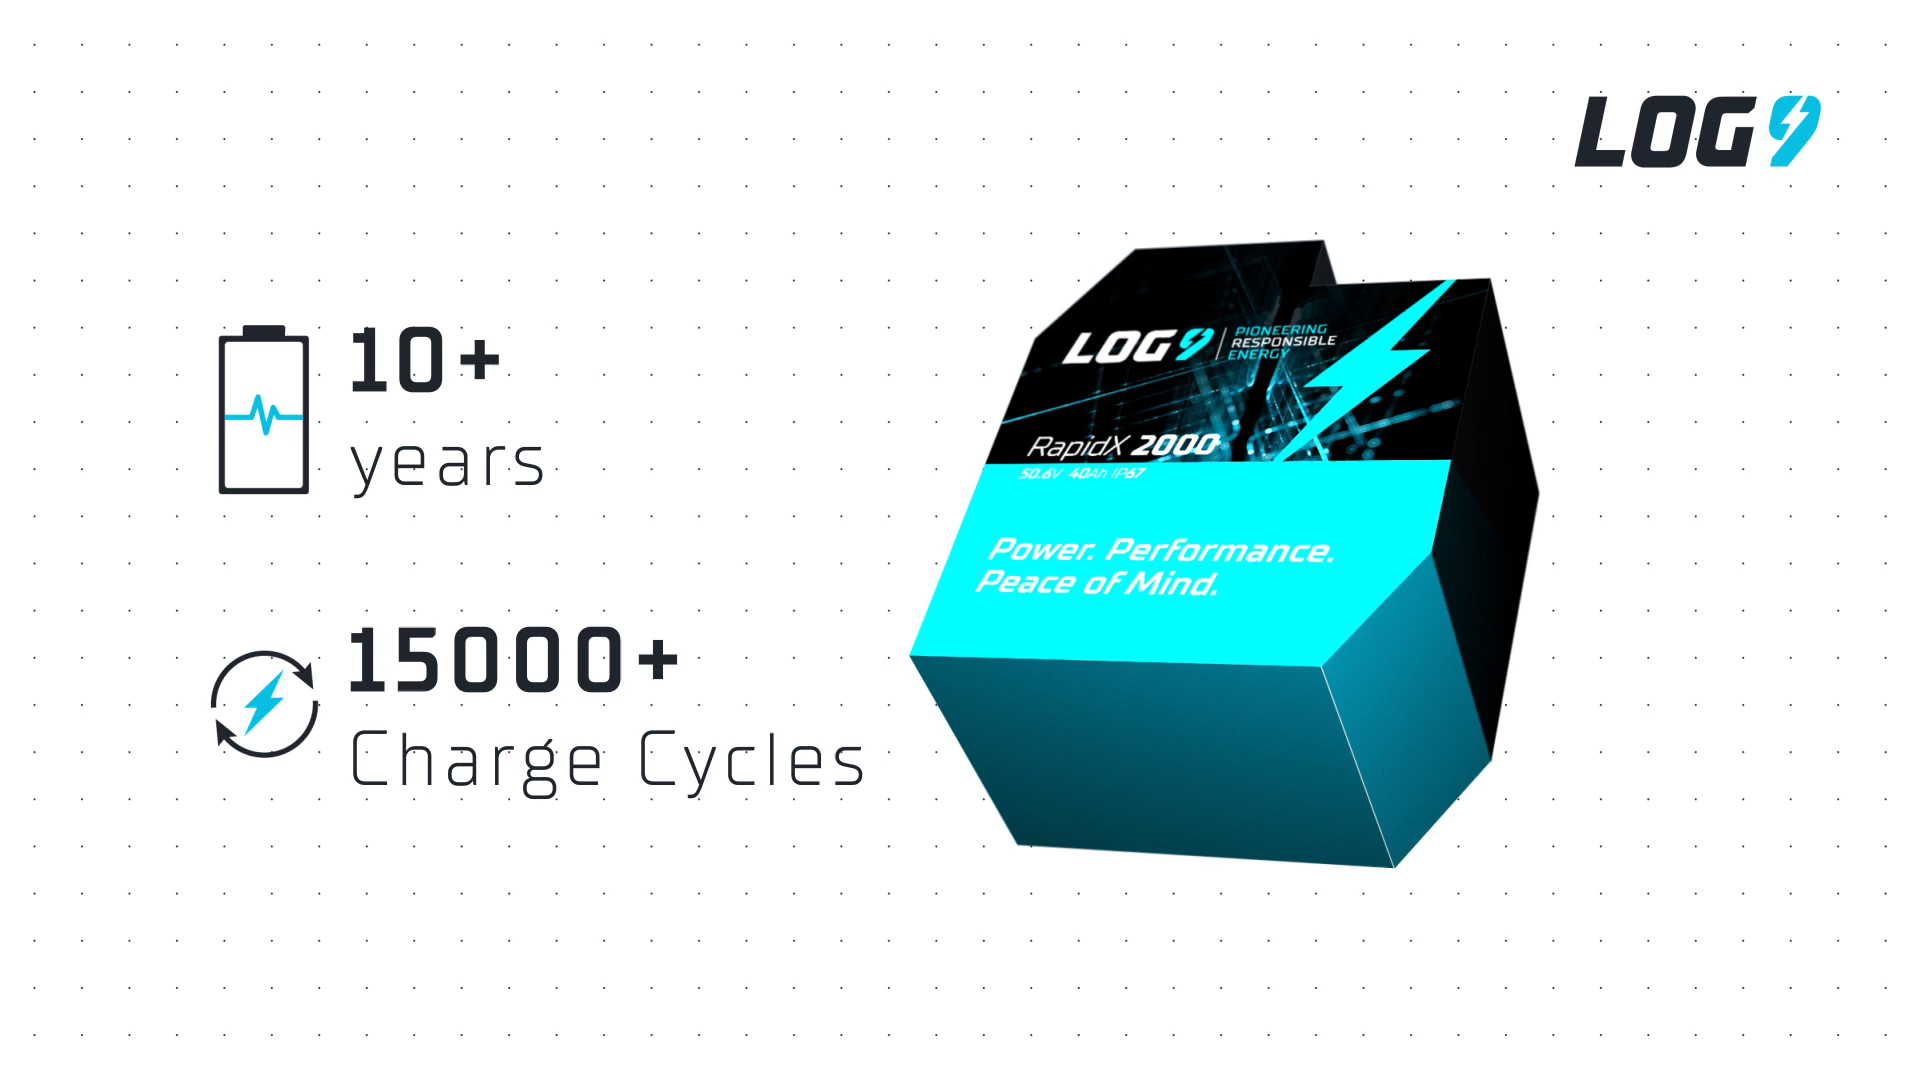 LOG9
10+
years
15000+
Charge Cycles
LOG9 | PIONEERING
RESPONSIBLE
ENERGY
RapidX 2000
50.6V 40Ah IP67
Power. Performance.
Peace of Mind.